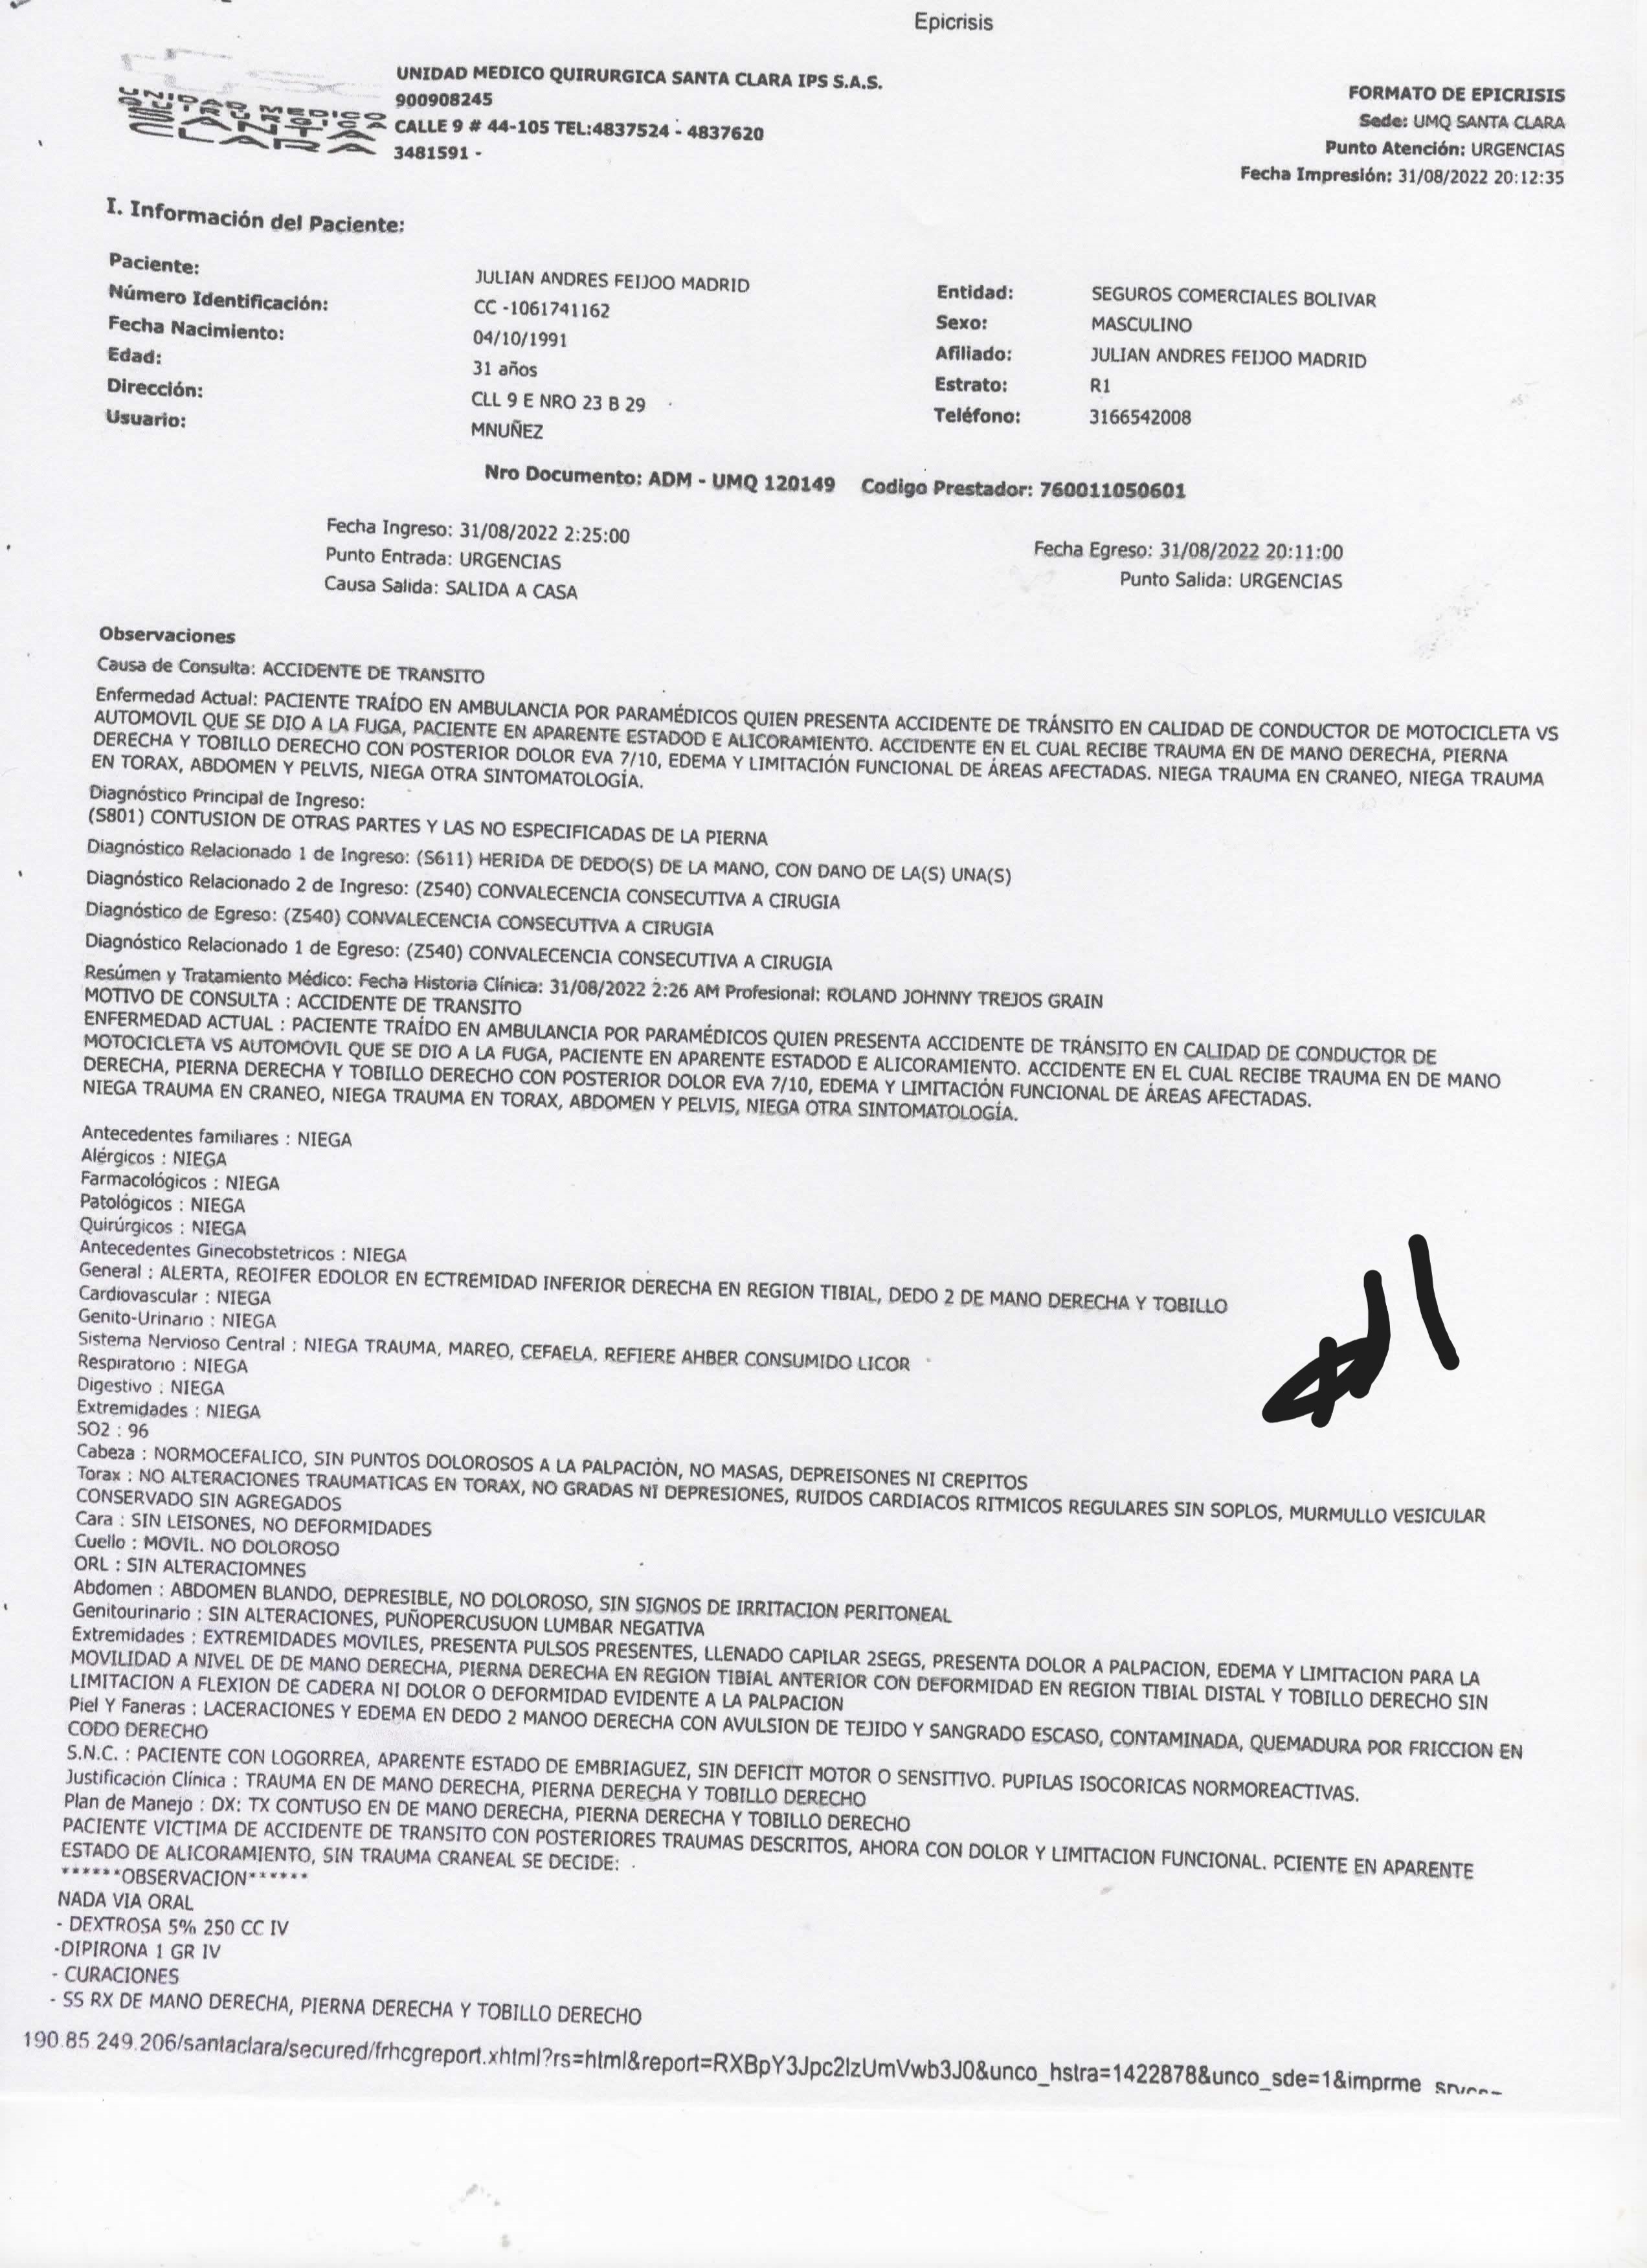 Epicrisis
UNIDAD MEDICO QUIRURGICA SANTA CLARA
UNIDAD MEDICO QUIRURGICA SANTA CLARA IPS S.A.S.
900908245
CALLE 9 # 44-105 TEL:4837524 - 4837620
3481591 -
FORMATO DE EPICRISIS
Sede: UMQ SANTA CLARA
Punto Atención: URGENCIAS
Fecha Impresión: 31/08/2022 20:12:35
I. Información del Paciente:
Paciente: JULIAN ANDRES FEIJOO MADRID
Número Identificación: CC -1061741162
Fecha Nacimiento: 04/10/1991
Edad: 31 años
Dirección: CLL 9 E NRO 23 B 29
Usuario: MNUÑEZ
Entidad: SEGUROS COMERCIALES BOLIVAR
Sexo: MASCULINO
Afiliado: JULIAN ANDRES FEIJOO MADRID
Estrato: R1
Teléfono: 3166542008
Nro Documento: ADM - UMQ 120149 Codigo Prestador: 760011050601
Fecha Ingreso: 31/08/2022 2:25:00
Punto Entrada: URGENCIAS
Causa Salida: SALIDA A CASA
Fecha Egreso: 31/08/2022 20:11:00
Punto Salida: URGENCIAS
Observaciones
Causa de Consulta: ACCIDENTE DE TRANSITO
Enfermedad Actual: PACIENTE TRAÍDO EN AMBULANCIA POR PARAMÉDICOS QUIEN PRESENTA ACCIDENTE DE TRÁNSITO EN CALIDAD DE CONDUCTOR DE MOTOCICLETA VS
AUTOMOVIL QUE SE DIO A LA FUGA, PACIENTE EN APARENTE ESTADOD E ALICORAMIENTO. ACCIDENTE EN EL CUAL RECIBE TRAUMA EN DE MANO DERECHA, PIERNA
DERECHA Y TOBILLO DERECHO CON POSTERIOR DOLOR EVA 7/10, EDEMA Y LIMITACIÓN FUNCIONAL DE ÁREAS AFECTADAS. NIEGA TRAUMA EN CRANEO, NIEGA TRAUMA
EN TORAX, ABDOMEN Y PELVIS, NIEGA OTRA SINTOMATOLOGÍA.
Diagnóstico Principal de Ingreso:
(S801) CONTUSION DE OTRAS PARTES Y LAS NO ESPECIFICADAS DE LA PIERNA
Diagnóstico Relacionado 1 de Ingreso: (S611) HERIDA DE DEDO(S) DE LA MANO, CON DANO DE LA(S) UNA(S)
Diagnóstico Relacionado 2 de Ingreso: (Z540) CONVALECENCIA CONSECUTIVA A CIRUGIA
Diagnóstico de Egreso: (Z540) CONVALECENCIA CONSECUTIVA A CIRUGIA
Diagnóstico Relacionado 1 de Egreso: (Z540) CONVALECENCIA CONSECUTIVA A CIRUGIA
Resúmen y Tratamiento Médico: Fecha Historia Clínica: 31/08/2022 2:26 AM Profesional: ROLAND JOHNNY TREJOS GRAIN
MOTIVO DE CONSULTA : ACCIDENTE DE TRANSITO
ENFERMEDAD ACTUAL : PACIENTE TRAÍDO EN AMBULANCIA POR PARAMÉDICOS QUIEN PRESENTA ACCIDENTE DE TRÁNSITO EN CALIDAD DE CONDUCTOR DE
MOTOCICLETA VS AUTOMOVIL QUE SE DIO A LA FUGA, PACIENTE EN APARENTE ESTADOD E ALICORAMIENTO. ACCIDENTE EN EL CUAL RECIBE TRAUMA EN DE MANO
DERECHA, PIERNA DERECHA Y TOBILLO DERECHO CON POSTERIOR DOLOR EVA 7/10, EDEMA Y LIMITACIÓN FUNCIONAL DE ÁREAS AFECTADAS.
NIEGA TRAUMA EN CRANEO, NIEGA TRAUMA EN TORAX, ABDOMEN Y PELVIS, NIEGA OTRA SINTOMATOLOGÍA.
Antecedentes familiares : NIEGA
Alérgicos : NIEGA
Farmacológicos : NIEGA
Patológicos : NIEGA
Quirúrgicos : NIEGA
Antecedentes Ginecobstetricos : NIEGA
General : ALERTA, REOIFER EDOLOR EN ECTREMIDAD INFERIOR DERECHA EN REGION TIBIAL, DEDO 2 DE MANO DERECHA Y TOBILLO
Cardiovascular : NIEGA
Genito-Urinario : NIEGA
Sistema Nervioso Central : NIEGA TRAUMA, MAREO, CEFAELA. REFIERE AHBER CONSUMIDO LICOR
Respiratorio : NIEGA
Digestivo : NIEGA
Extremidades : NIEGA
SO2 : 96
Cabeza : NORMOCEFALICO, SIN PUNTOS DOLOROSOS A LA PALPACIÒN, NO MASAS, DEPREISONES NI CREPITOS
Torax : NO ALTERACIONES TRAUMATICAS EN TORAX, NO GRADAS NI DEPRESIONES, RUIDOS CARDIACOS RITMICOS REGULARES SIN SOPLOS, MURMULLO VESICULAR
CONSERVADO SIN AGREGADOS
Cara : SIN LEISONES, NO DEFORMIDADES
Cuello : MOVIL. NO DOLOROSO
ORL : SIN ALTERACIOMNES
Abdomen : ABDOMEN BLANDO, DEPRESIBLE, NO DOLOROSO, SIN SIGNOS DE IRRITACION PERITONEAL
Genitourinario : SIN ALTERACIONES, PUÑOPERCUSUON LUMBAR NEGATIVA
Extremidades : EXTREMIDADES MOVILES, PRESENTA PULSOS PRESENTES, LLENADO CAPILAR 2SEGS, PRESENTA DOLOR A PALPACION, EDEMA Y LIMITACION PARA LA
MOVILIDAD A NIVEL DE DE MANO DERECHA, PIERNA DERECHA EN REGION TIBIAL ANTERIOR CON DEFORMIDAD EN REGION TIBIAL DISTAL Y TOBILLO DERECHO SIN
LIMITACION A FLEXION DE CADERA NI DOLOR O DEFORMIDAD EVIDENTE A LA PALPACION
Piel Y Faneras : LACERACIONES Y EDEMA EN DEDO 2 MANOO DERECHA CON AVULSION DE TEJIDO Y SANGRADO ESCASO, CONTAMINADA, QUEMADURA POR FRICCION EN
CODO DERECHO
S.N.C. : PACIENTE CON LOGORREA, APARENTE ESTADO DE EMBRIAGUEZ, SIN DEFICIT MOTOR O SENSITIVO. PUPILAS ISOCORICAS NORMOREACTIVAS.
Justificación Clínica : TRAUMA EN DE MANO DERECHA, PIERNA DERECHA Y TOBILLO DERECHO
Plan de Manejo : DX: TX CONTUSO EN DE MANO DERECHA, PIERNA DERECHA Y TOBILLO DERECHO
PACIENTE VICTIMA DE ACCIDENTE DE TRANSITO CON POSTERIORES TRAUMAS DESCRITOS, AHORA CON DOLOR Y LIMITACION FUNCIONAL. PCIENTE EN APARENTE
ESTADO DE ALICORAMIENTO, SIN TRAUMA CRANEAL SE DECIDE:
******OBSERVACION******
NADA VIA ORAL
- DEXTROSA 5% 250 CC IV
-DIPIRONA 1 GR IV
- CURACIONES
- SS RX DE MANO DERECHA, PIERNA DERECHA Y TOBILLO DERECHO
190.85.249.206/santaclara/secured/frhcgreport.xhtml?rs=html&report=RXBpY3Jpc2lzUmVwb3J0&unco_hstra=1422878&unco_sde=1&imprme